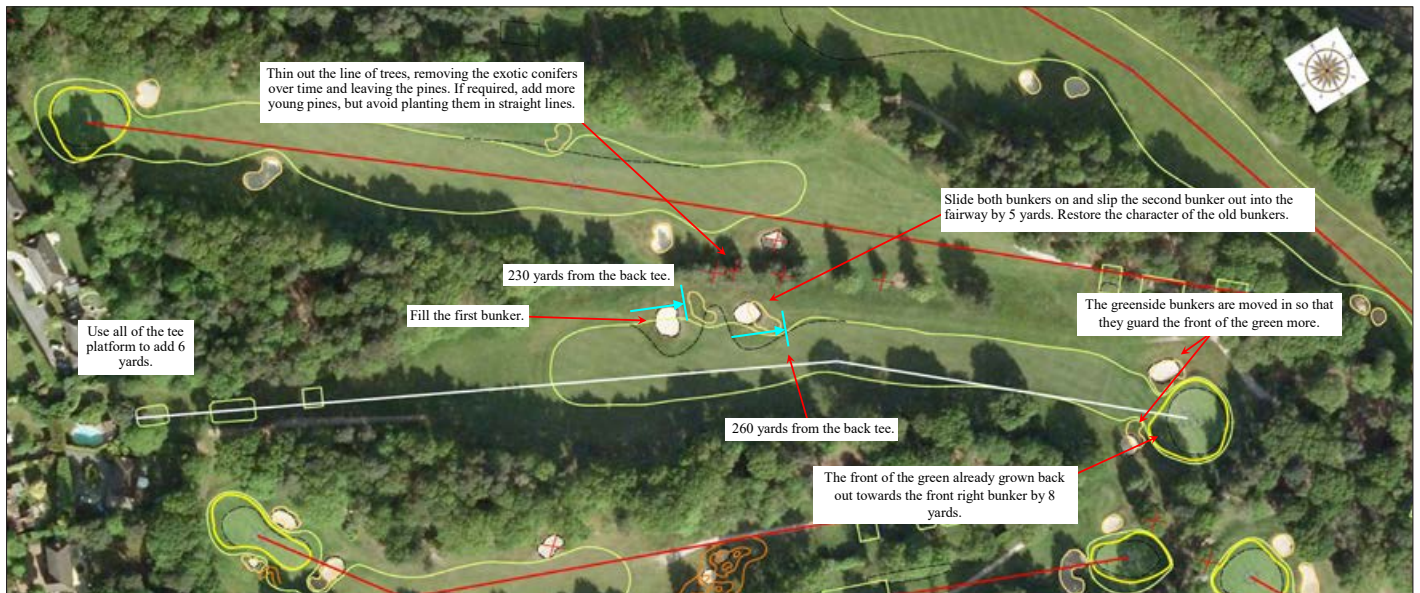 Thin out the line of trees, removing the exotic conifers
over time and leaving the pines. If required, add more
young pines, but avoid planting them in straight lines.
Slide both bunkers on and slip the second bunker out into the
fairway by 5 yards. Restore the character of the old bunkers.
230 yards from the back tee.
Fill the first bunker.
The greenside bunkers are moved in so that
they guard the front of the green more.
Use all of the tee
platform to add 6
yards.
260 yards from the back tee.
The front of the green already grown back
out towards the front right bunker by 8
yards.